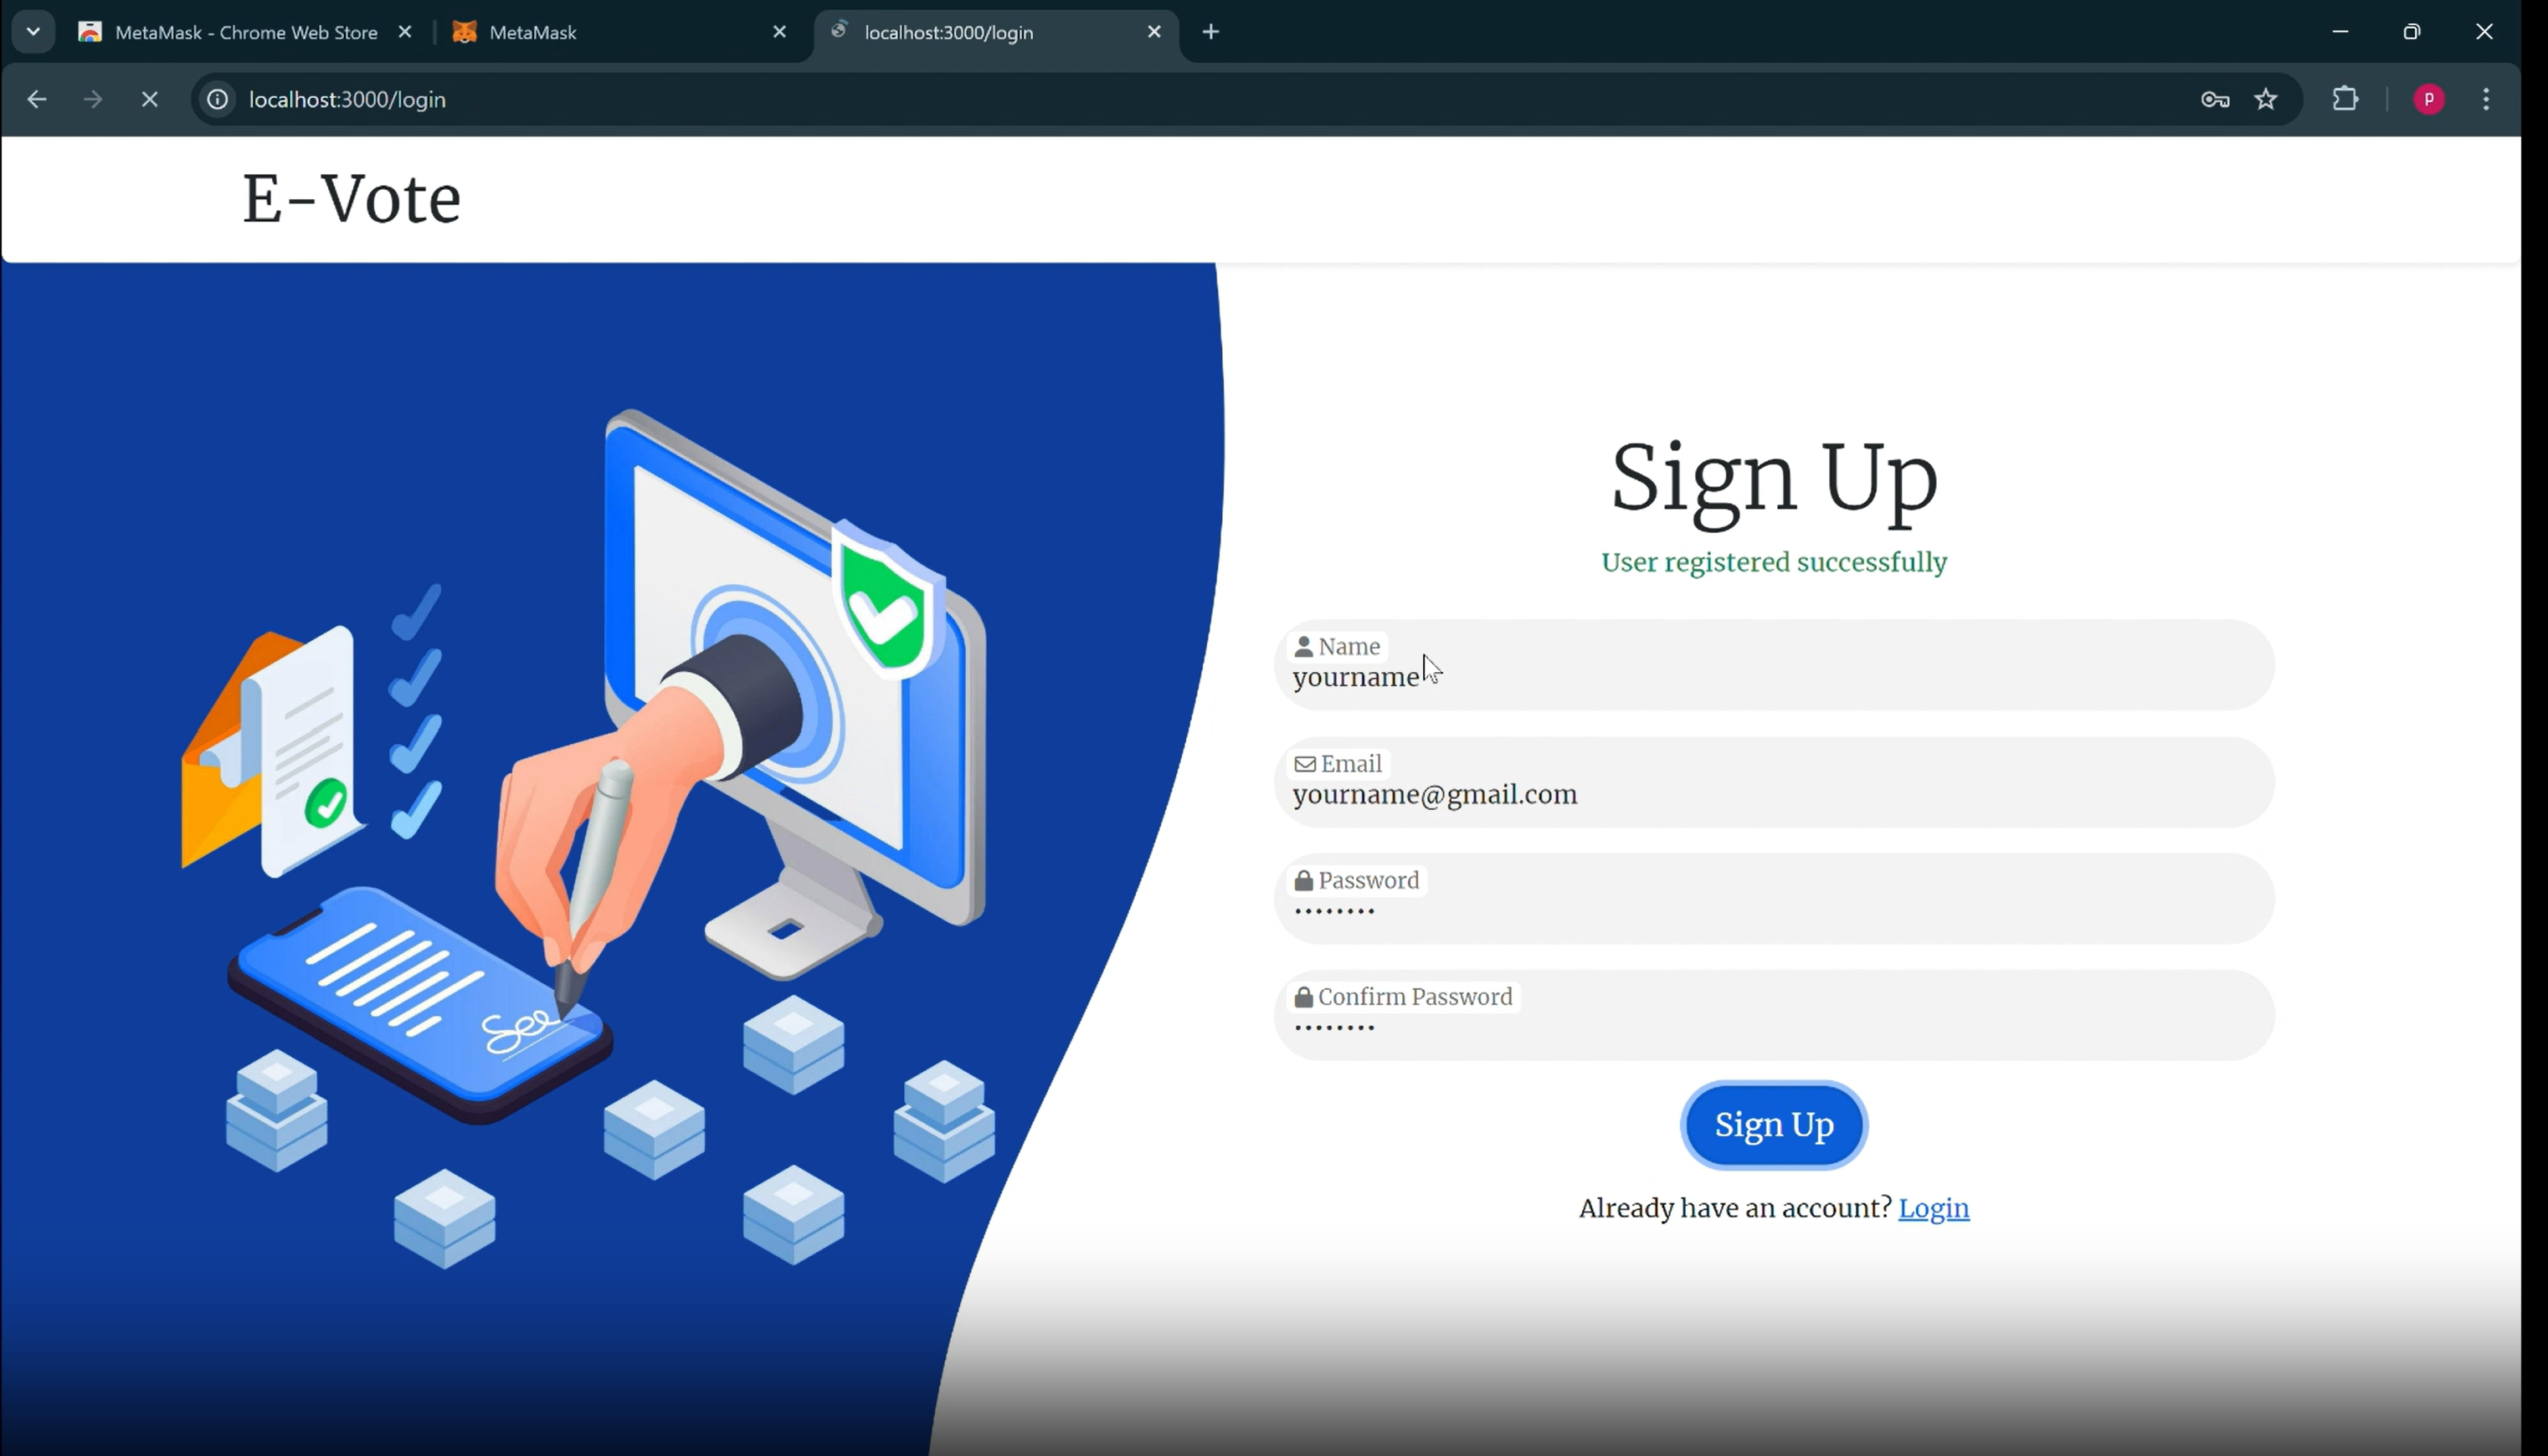 MetaMask - Chrome Web Store
MetaMask
localhost:3000/login
localhost:3000/login
P
E-Vote
Sign Up
User registered successfully
Name
yourname
Email
yourname@gmail.com
Password
••••••••
Confirm Password
••••••••
Sign Up
Already have an account? Login